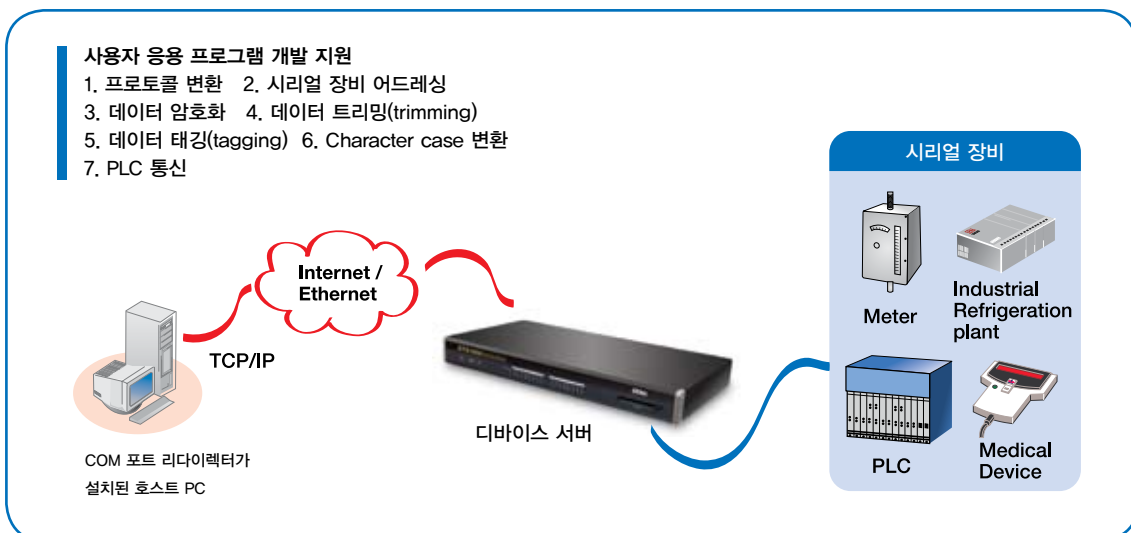 사용자 응용 프로그램 개발 지원
1. 프로토콜 변환 2. 시리얼 장비 어드레싱
3. 데이터 암호화 4. 데이터 트리밍(trimming)
5. 데이터 태깅(tagging) 6. Character case 변환
7. PLC 통신
시리얼 장비
Internet /
Ethernet
TCP/IP
Meter
Industrial
Refrigeration
plant
디바이스 서버
PLC
Medical
Device
COM 포트 리다이렉터가
설치된 호스트 PC